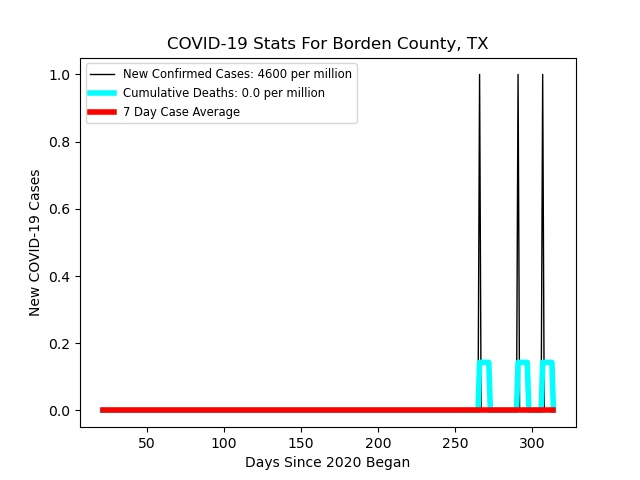 COVID-19 Stats For Borden County, TX
New Confirmed Cases: 4600 per million
Cumulative Deaths: 0.0 per million
7 Day Case Average
New COVID-19 Cases
1.0
0.8
0.6
0.4
0.2
0.0
50 100 150 200 250 300
Days Since 2020 Began